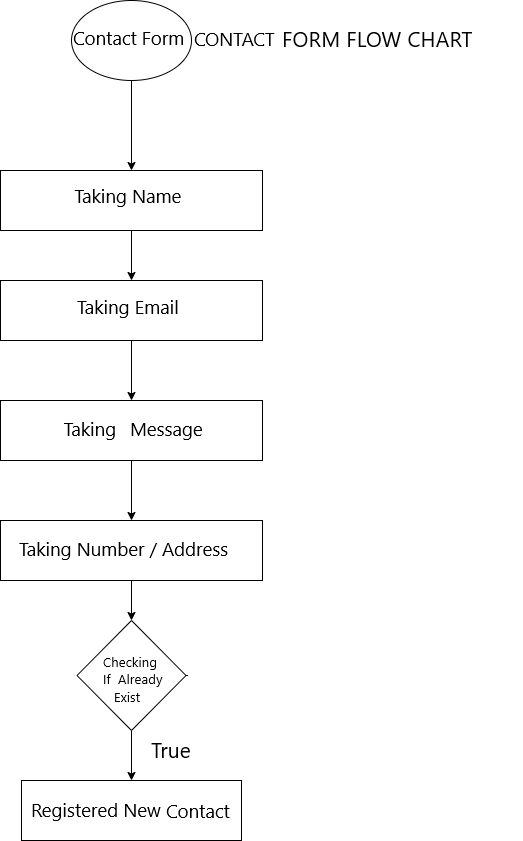 Contact Form CONTACT FORM FLOW CHART
Taking Name
Taking Email
Taking Message
Taking Number / Address
Checking
If Already
Exist
True
Registered New Contact